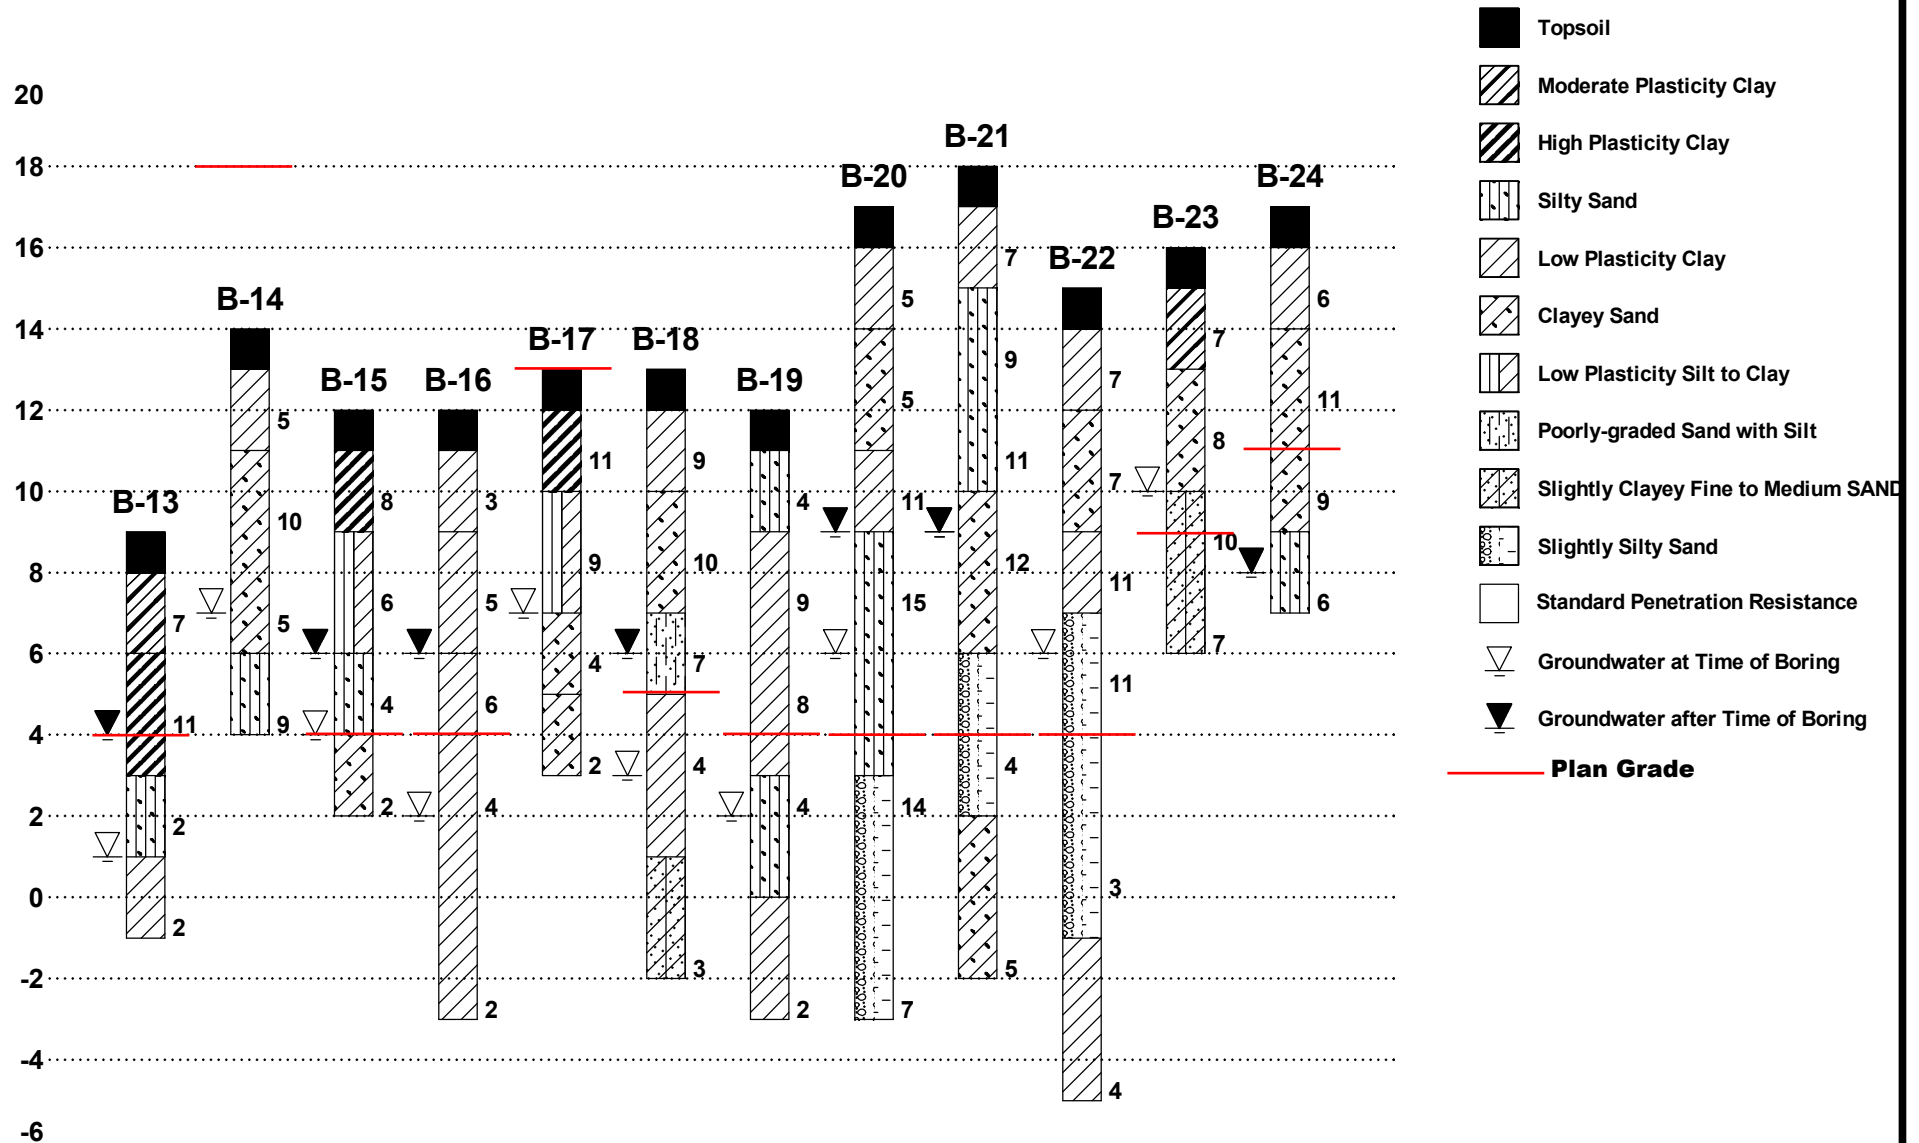 20
18
16
14
12
10
8
6
4
2
0
-2
-4
-6
B-13
7
11
2
2
B-14
5
10
5
9
B-15
8
6
4
2
B-16
3
5
6
4
2
B-17
11
9
4
2
B-18
9
10
7
4
3
B-19
4
9
8
4
2
B-20
5
5
11
15
14
7
B-21
7
9
11
12
4
5
B-22
7
7
11
11
3
4
B-23
7
8
10
7
B-24
6
11
9
6
Topsoil
Moderate Plasticity Clay
High Plasticity Clay
Silty Sand
Low Plasticity Clay
Clayey Sand
Low Plasticity Silt to Clay
Poorly-graded Sand with Silt
Slightly Clayey Fine to Medium SAND
Slightly Silty Sand
Standard Penetration Resistance
Groundwater at Time of Boring
Groundwater after Time of Boring
Plan Grade